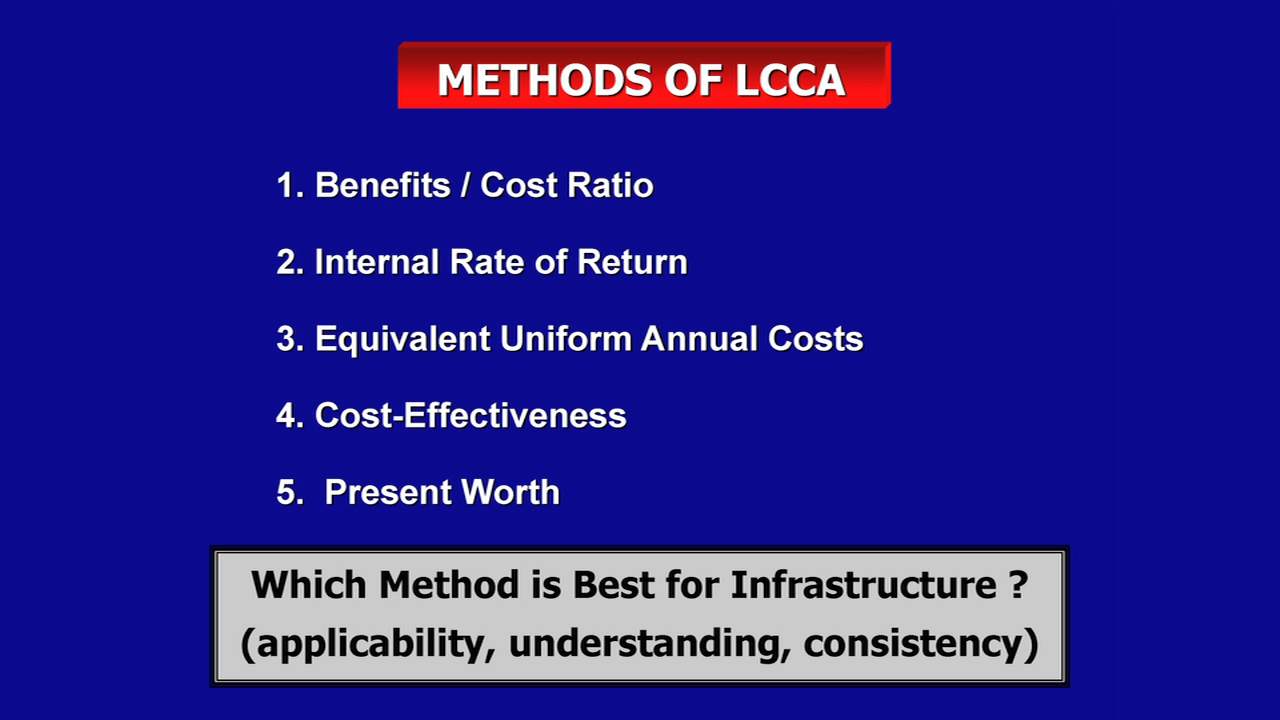 METHODS OF LCCA
1. Benefits / Cost Ratio
2. Internal Rate of Return
3. Equivalent Uniform Annual Costs
4. Cost-Effectiveness
5. Present Worth
Which Method is Best for Infrastructure ?
(applicability, understanding, consistency)